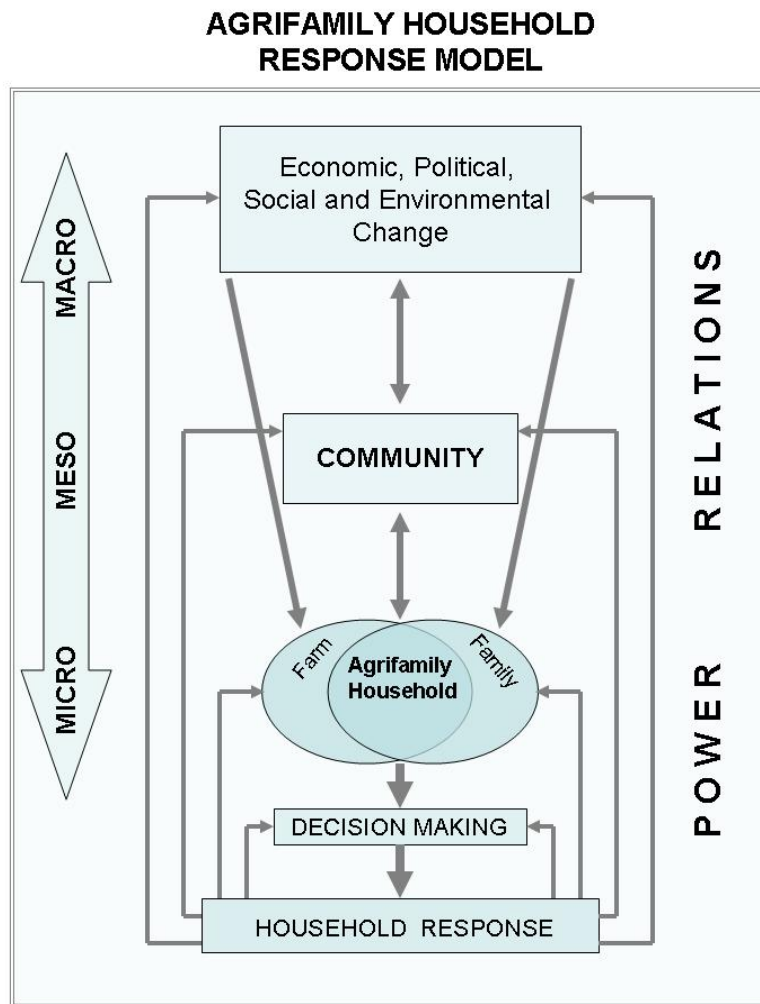 AGRIFAMILY HOUSEHOLD
RESPONSE MODEL
Economic, Political,
Social and Environmental
Change
MACRO
MESO
MICRO
COMMUNITY
Farm
Agrifamily
Household
Family
DECISION MAKING
HOUSEHOLD RESPONSE
POWER RELATIONS